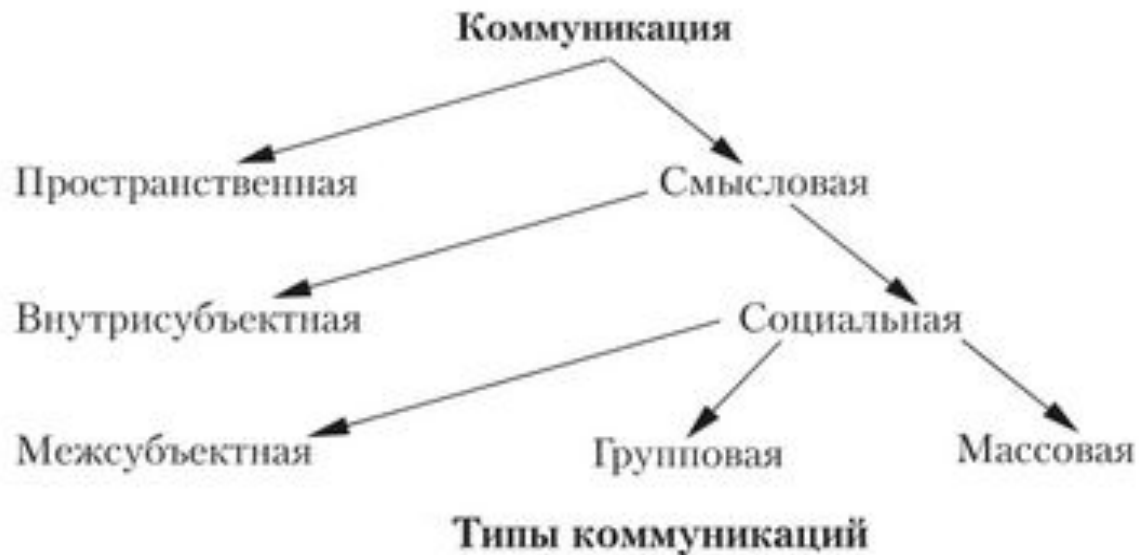 Коммуникация
Пространственная Смысловая
Внутрисубъектная Социальная
Межсубъектная Групповая Массовая
Типы коммуникаций